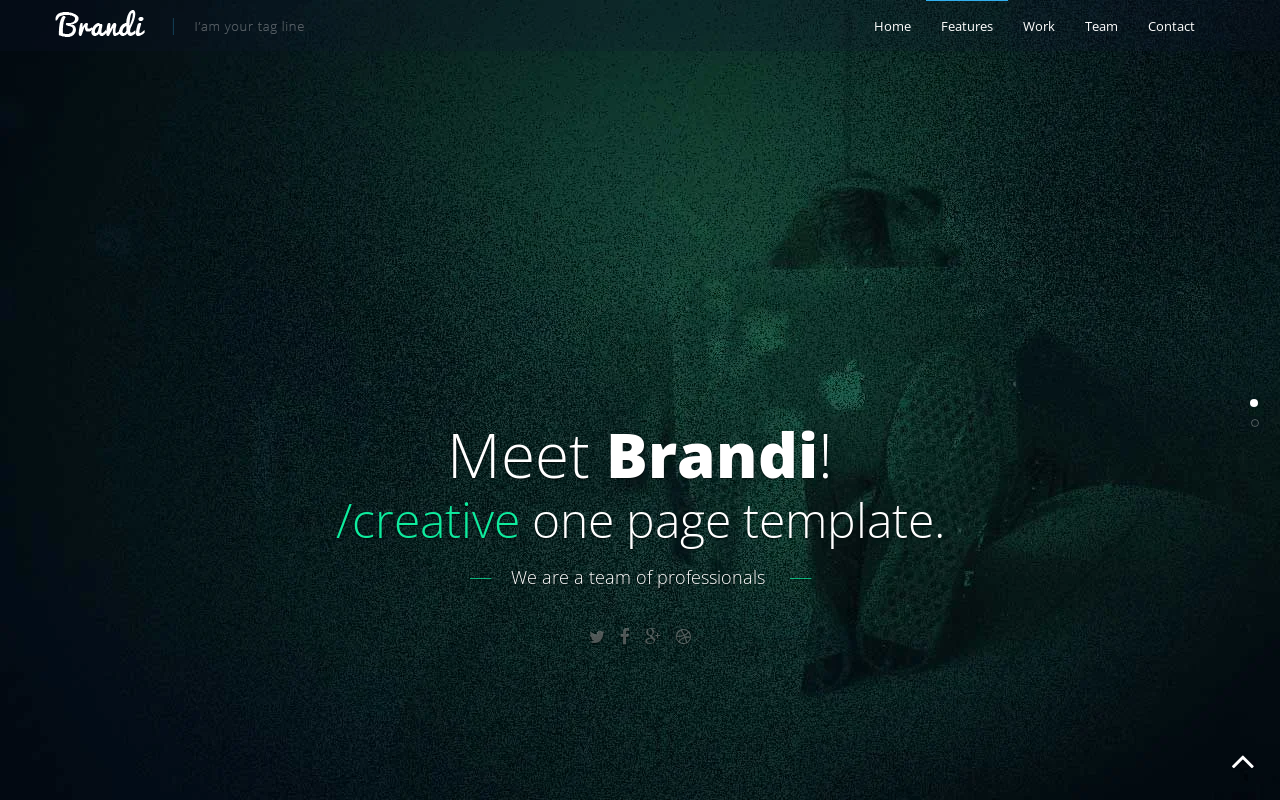 Brandi
I'am your tag line
Home
Features
Work
Team
Contact
Meet Brandi!
/creative one page template.
We are a team of professionals